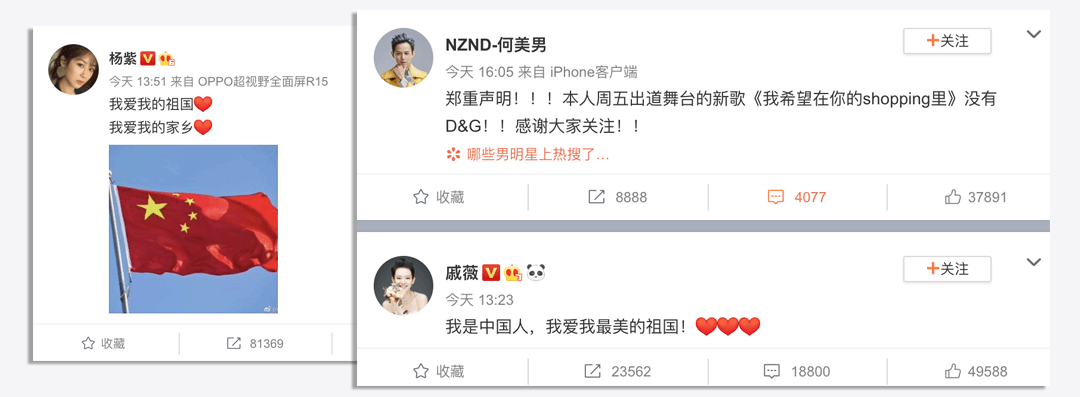 杨紫
今天 13:51 来自 OPPO超视野全面屏R15
我爱我的祖国❤️
我爱我的家乡❤️
收藏
81369
NZND-何美男
+关注
今天 16:05 来自 iPhone客户端
郑重声明！！！本人周五出道舞台的新歌《我希望在你的shopping里》没有
D&G！！感谢大家关注！！
哪些男明星上热搜了…
收藏 8888 4077 37891
戚薇
+关注
今天 13:23
我是中国人，我爱我最美的祖国！❤️❤️❤️
收藏 23562 18800 49588